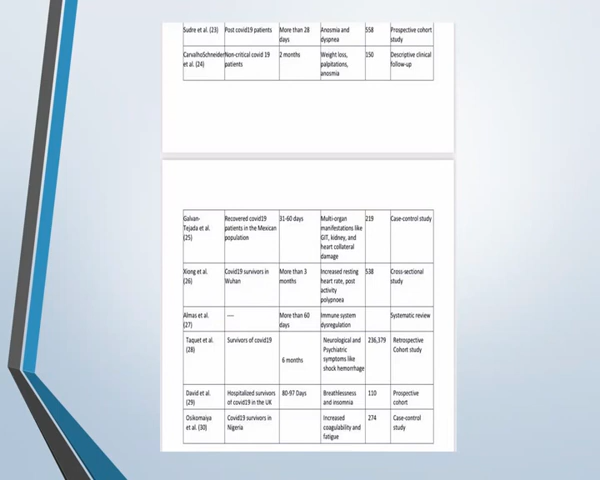 Sudre et al. (23) Post covid19 patients More than 28 days Anosmia and dyspnea 558 Prospective cohort study
CarvalhoSchneider et al. (24) Non-critical covid 19 patients 2 months Weight loss, palpitations, anosmia 150 Descriptive clinical follow-up
Galvan-Tejada et al. (25) Recovered covid19 patients in the Mexican population 31-60 days Multi-organ manifestations like GIT, kidney, and heart collateral damage 219 Case-control study
Xiong et al. (26) Covid19 survivors in Wuhan More than 3 months Increased resting heart rate, post activity polypnoea 538 Cross-sectional study
Almas et al. (27) ---- More than 60 days Immune system dysregulation Systematic review
Taquet et al. (28) Survivors of covid19 6 months Neurological and Psychiatric symptoms like shock hemorrhage 236,379 Retrospective Cohort study
David et al. (29) Hospitalized survivors of covid19 in the UK 80-97 Days Breathlessness and insomnia 110 Prospective cohort
Osikomaiya et al. (30) Covid19 survivors in Nigeria Increased coagulability and fatigue 274 Case-control study